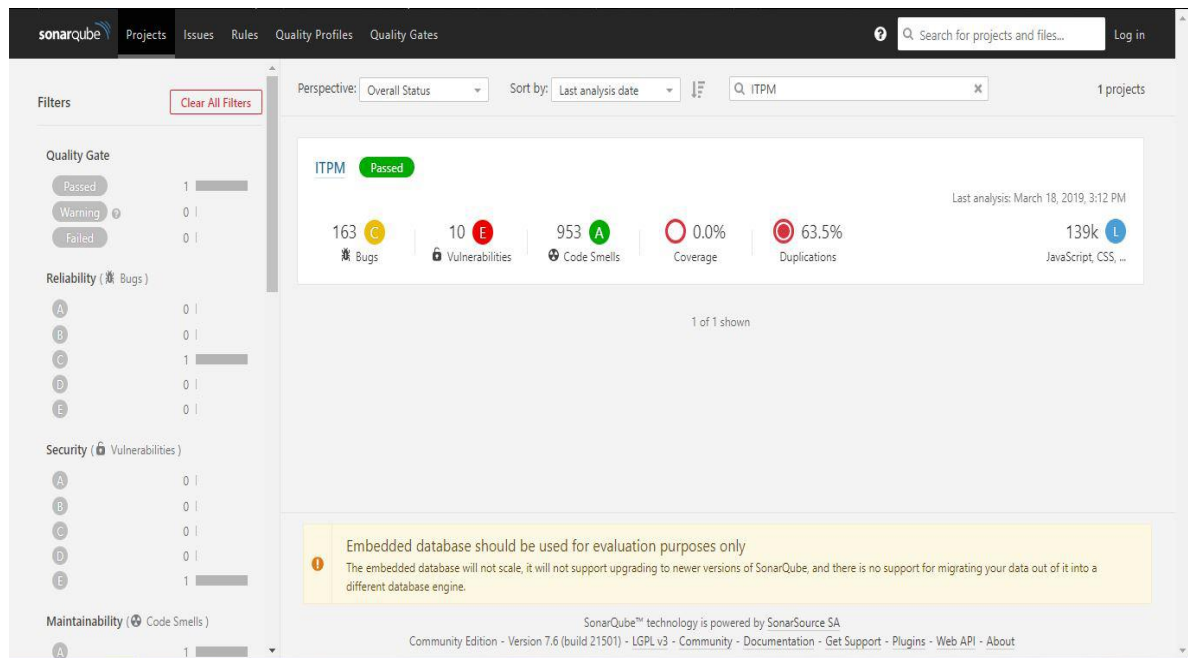 sonarqube Projects Issues Rules Quality Profiles Quality Gates Search for projects and files... Log in
Filters Clear All Filters
Quality Gate
Passed 1
Warning 0
Failed 0
Reliability ( Bugs )
A 0
B 0
C 1
D 0
E 0
Security ( Vulnerabilities )
A 0
B 0
C 0
D 0
E 1
Maintainability ( Code Smells )
A 1
Perspective: Overall Status Sort by: Last analysis date ITPM 1 projects
ITPM Passed
Last analysis: March 18, 2019, 3:12 PM
163 C 10 E 953 A 0.0% 63.5% 139k L
Bugs Vulnerabilities Code Smells Coverage Duplications JavaScript, CSS, ...
1 of 1 shown
Embedded database should be used for evaluation purposes only
The embedded database will not scale, it will not support upgrading to newer versions of SonarQube, and there is no support for migrating your data out of it into a
different database engine.
SonarQube™ technology is powered by SonarSource SA
Community Edition - Version 7.6 (build 21501) - LGPL v3 - Community - Documentation - Get Support - Plugins - Web API - About